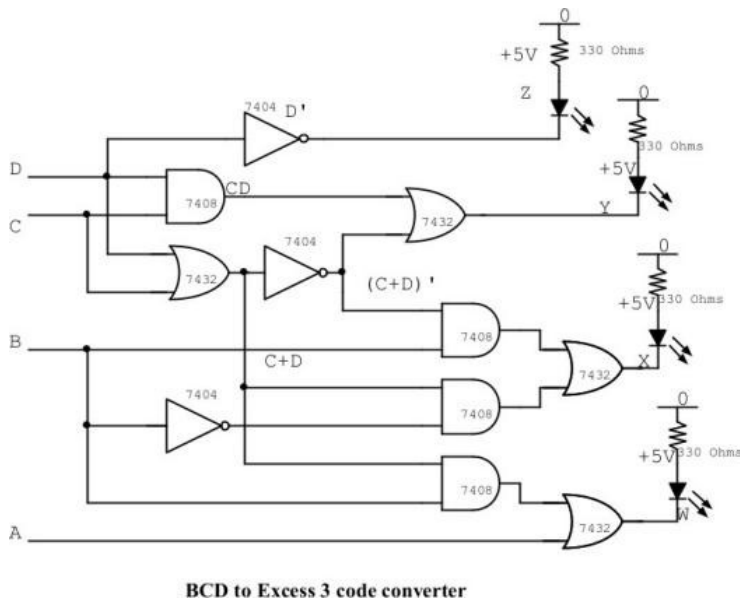 0
+5V 330 Ohms
Z
7404 D'
0
330 Ohms
+5V
D
CD
7408
Y
7432
C
7404
7432
(C+D)'
0
+5V 330 Ohms
7408
B
C+D
X
7432
7404
7408
0
+5V 330 Ohms
7408
W
7432
A
BCD to Excess 3 code converter